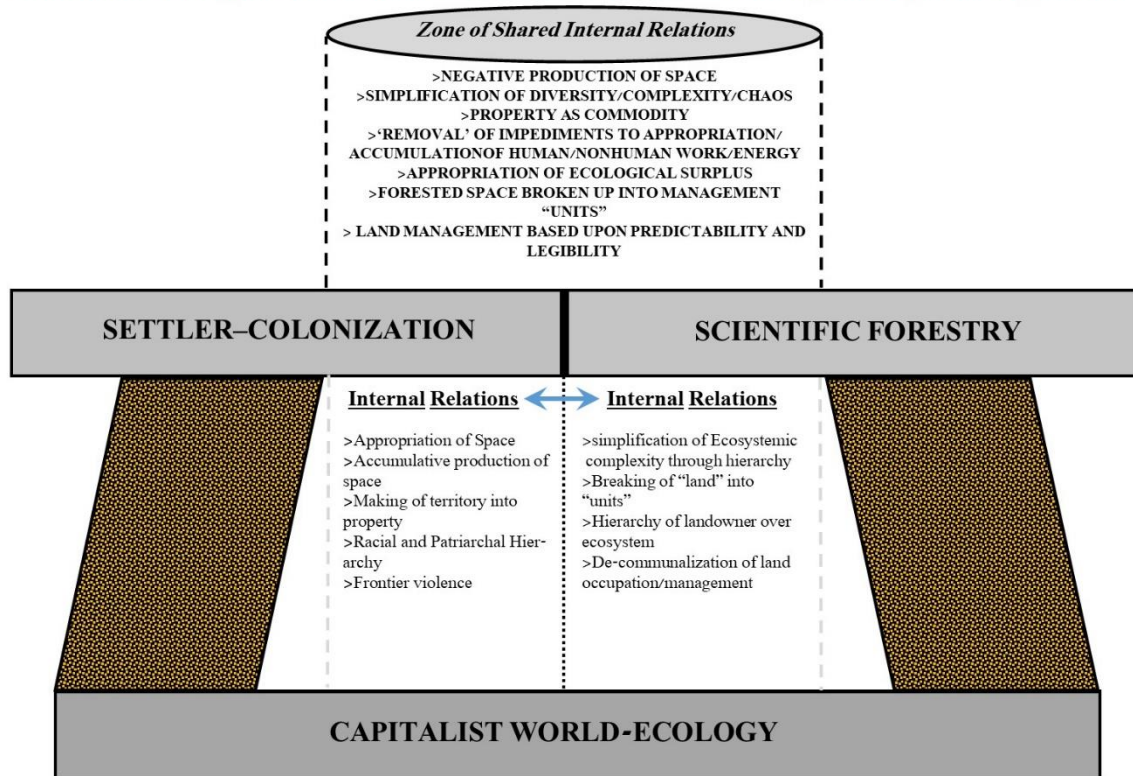 Zone of Shared Internal Relations
>NEGATIVE PRODUCTION OF SPACE
>SIMPLIFICATION OF DIVERSITY/COMPLEXITY/CHAOS
>PROPERTY AS COMMODITY
>‘REMOVAL’ OF IMPEDIMENTS TO APPROPRIATION/
ACCUMULATIONOF HUMAN/NONHUMAN WORK/ENERGY
>APPROPRIATION OF ECOLOGICAL SURPLUS
>FORESTED SPACE BROKEN UP INTO MANAGEMENT
“UNITS”
> LAND MANAGEMENT BASED UPON PREDICTABILITY AND
LEGIBILITY
SETTLER–COLONIZATION
SCIENTIFIC FORESTRY
Internal Relations
>Appropriation of Space
>Accumulative production of
space
>Making of territory into
property
>Racial and Patriarchal Hier-
archy
>Frontier violence
Internal Relations
>simplification of Ecosystemic
complexity through hierarchy
>Breaking of “land” into
“units”
>Hierarchy of landowner over
ecosystem
>De-communalization of land
occupation/management
CAPITALIST WORLD-ECOLOGY